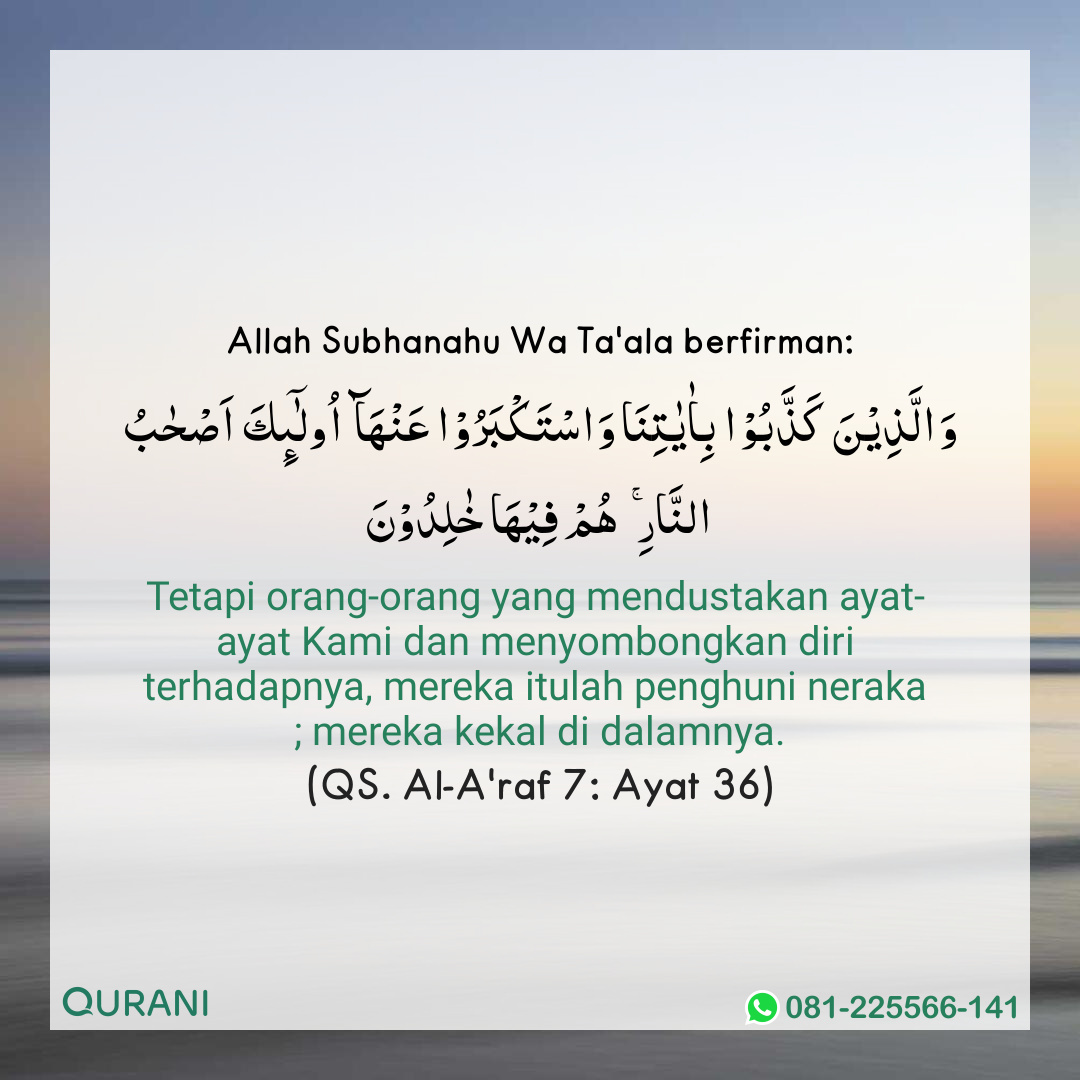 Allah Subhanahu Wa Ta'ala berfirman:
وَالَّذِيْنَ كَذَّبُوْا بِاٰيٰتِنَا وَاسْتَكْبَرُوْا عَنْهَاۤ اُولٰٓئِكَ اَصْحٰبُ
النَّارِ ۚ هُمْ فِيْهَا خٰلِدُوْنَ
Tetapi orang-orang yang mendustakan ayat-
ayat Kami dan menyombongkan diri
terhadapnya, mereka itulah penghuni neraka
; mereka kekal di dalamnya.
(QS. Al-A'raf 7: Ayat 36)
QURANI
081-225566-141